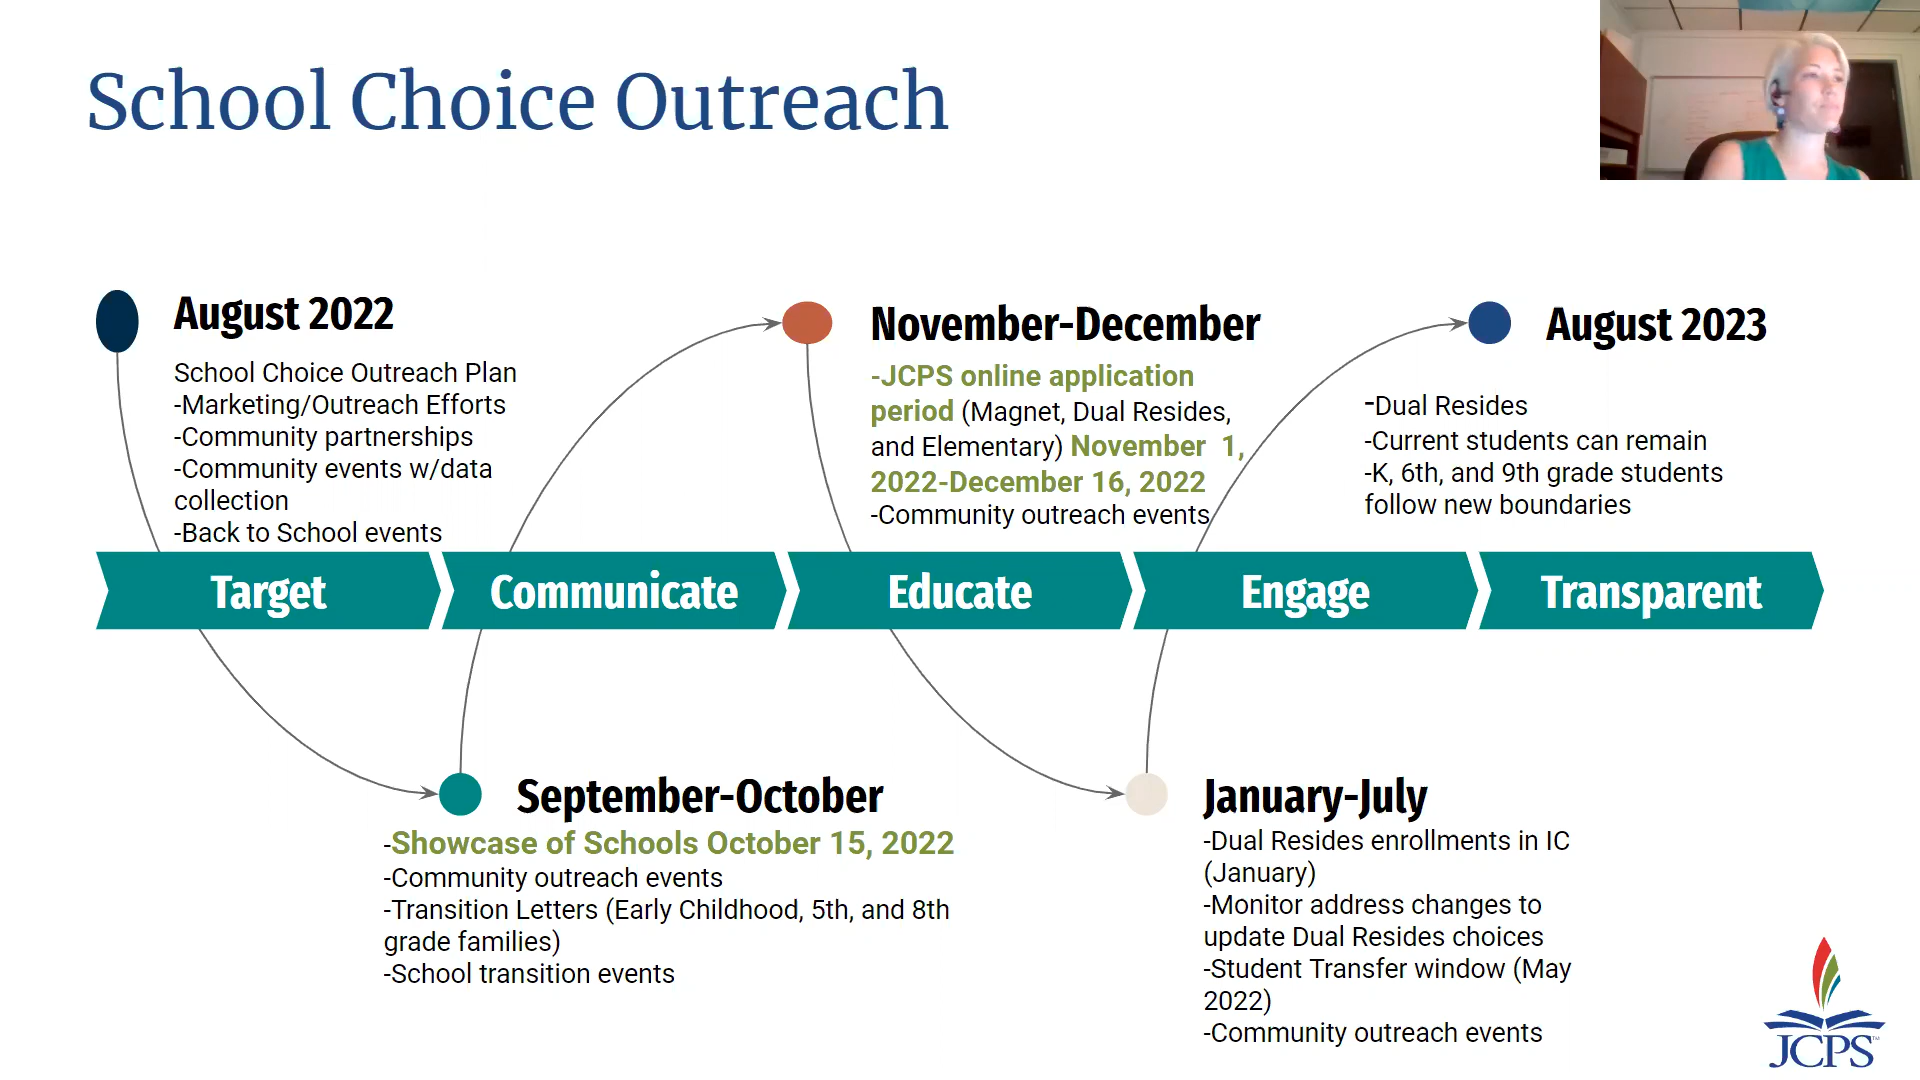 School Choice Outreach
August 2022
School Choice Outreach Plan
-Marketing/Outreach Efforts
-Community partnerships
-Community events w/data
collection
-Back to School events
November-December
-JCPS online application
period (Magnet, Dual Resides,
and Elementary) November 1,
2022-December 16, 2022
-Community outreach events
August 2023
-Dual Resides
-Current students can remain
-K, 6th, and 9th grade students
follow new boundaries
Target
Communicate
Educate
Engage
Transparent
September-October
-Showcase of Schools October 15, 2022
-Community outreach events
-Transition Letters (Early Childhood, 5th, and 8th
grade families)
-School transition events
January-July
-Dual Resides enrollments in IC
(January)
-Monitor address changes to
update Dual Resides choices
-Student Transfer window (May
2022)
-Community outreach events
JCPS™